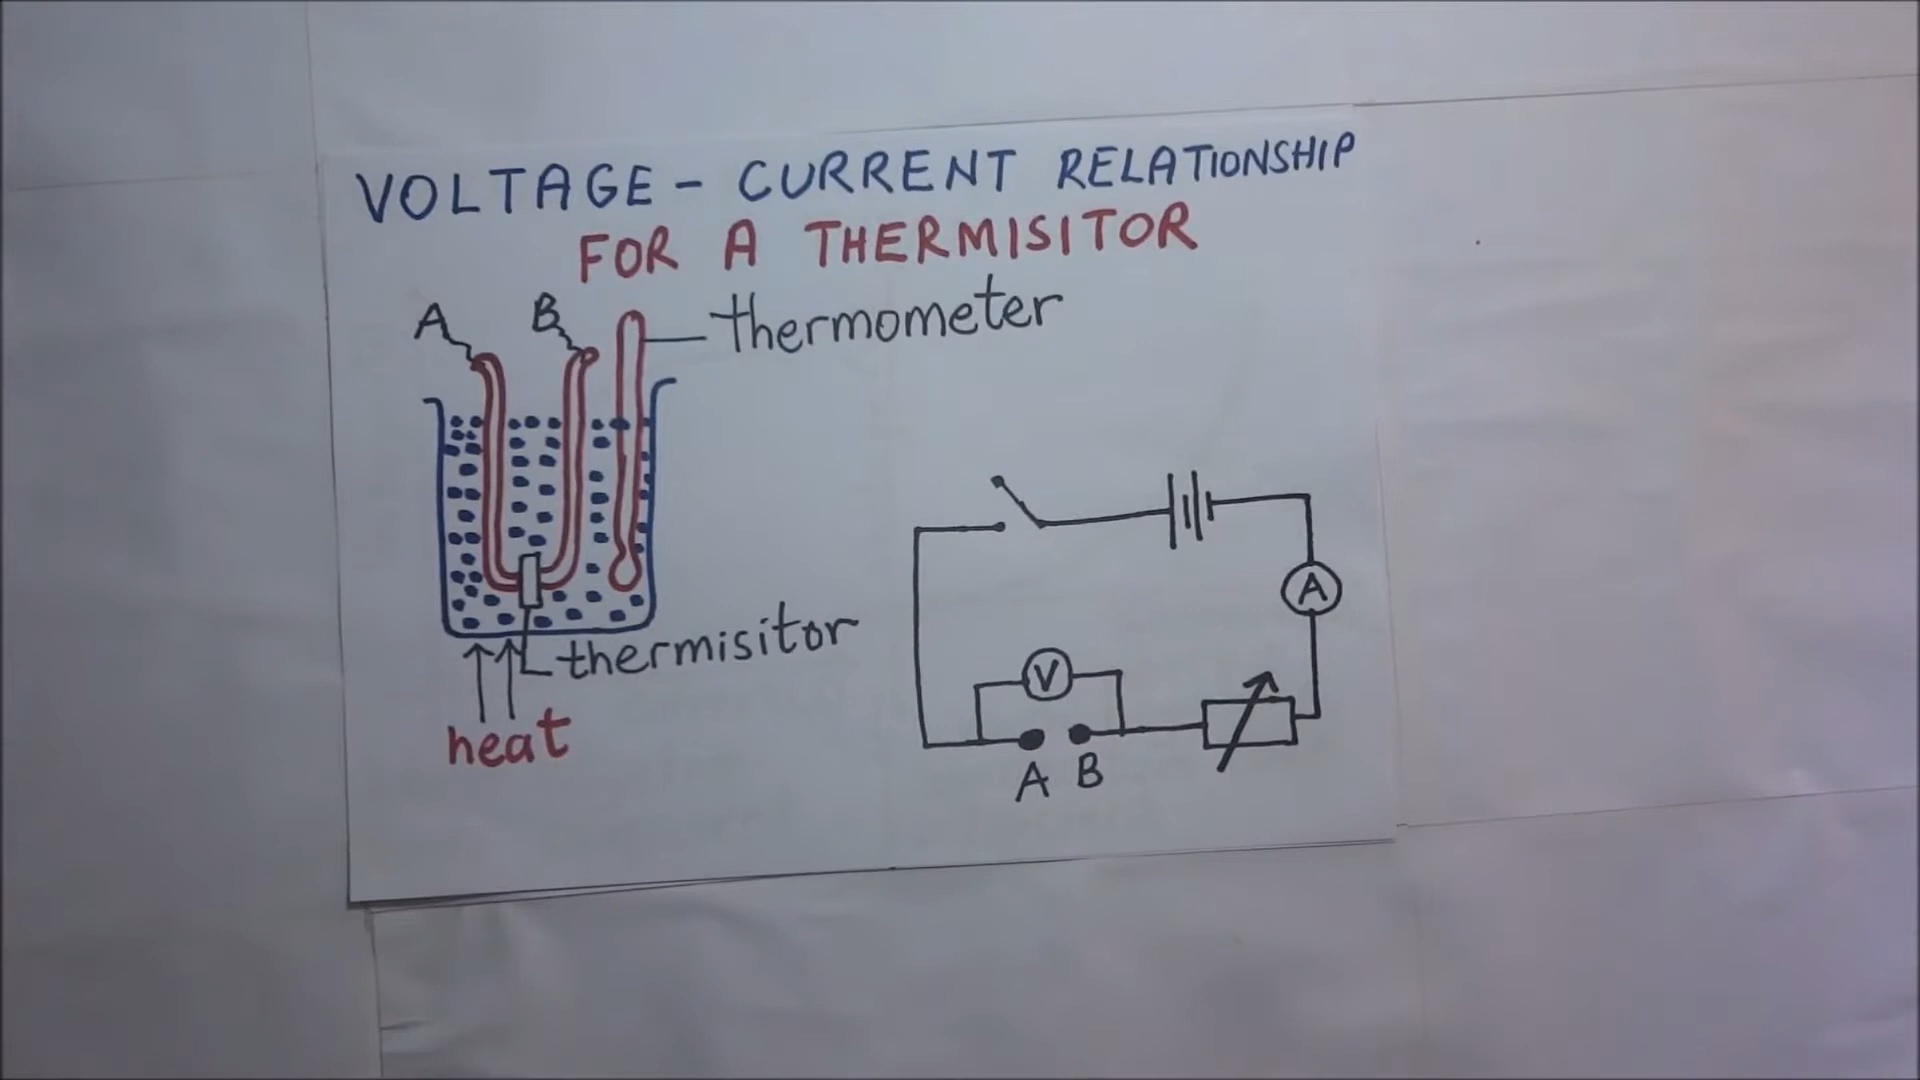 VOLTAGE - CURRENT RELATIONSHIP
FOR A THERMISITOR
A
B
thermometer
thermisitor
heat
A
V
A B